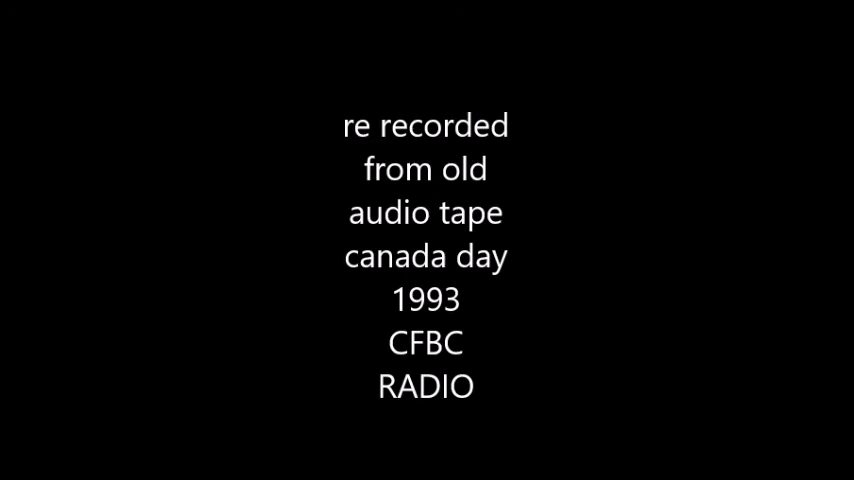 re recorded
from old
audio tape
canada day
1993
CFBC
RADIO